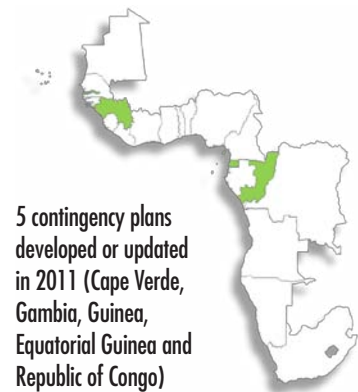 5 contingency plans
developed or updated
in 2011 (Cape Verde,
Gambia, Guinea,
Equatorial Guinea and
Republic of Congo)